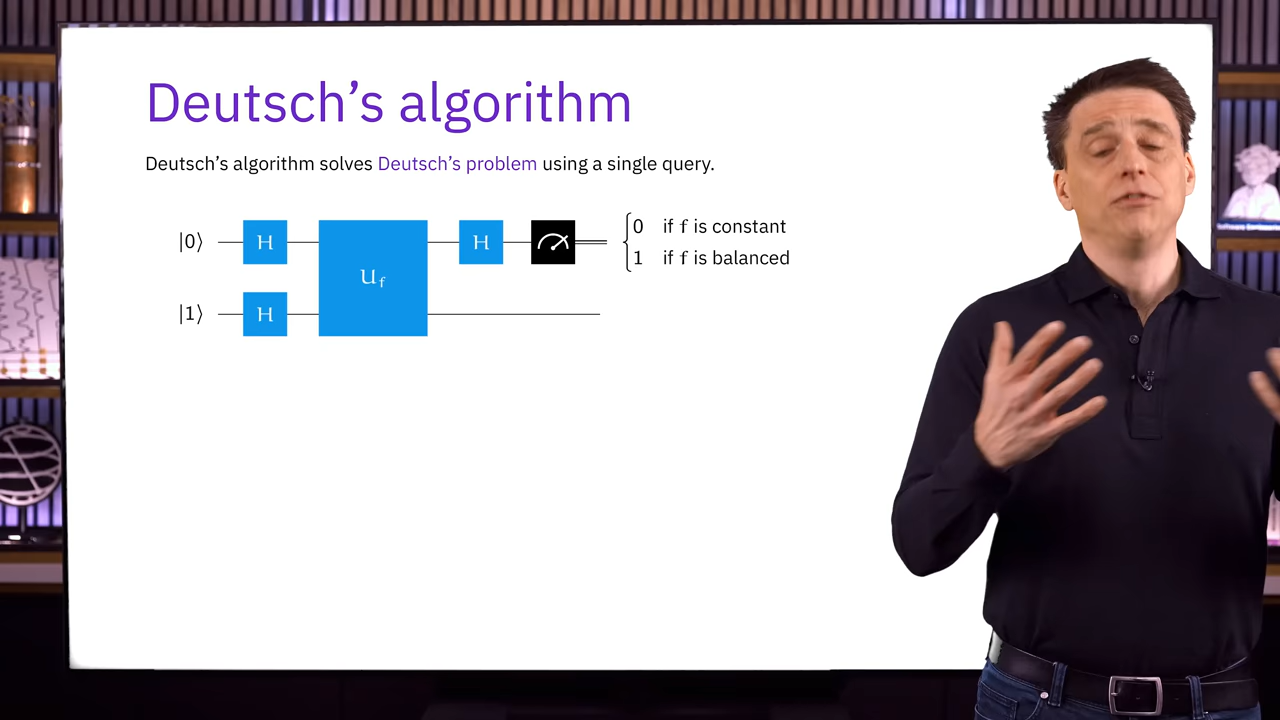 Deutsch’s algorithm
Deutsch’s algorithm solves Deutsch’s problem using a single query.
|0⟩ H H 0 if f is constant
U_f 1 if f is balanced
|1⟩ H